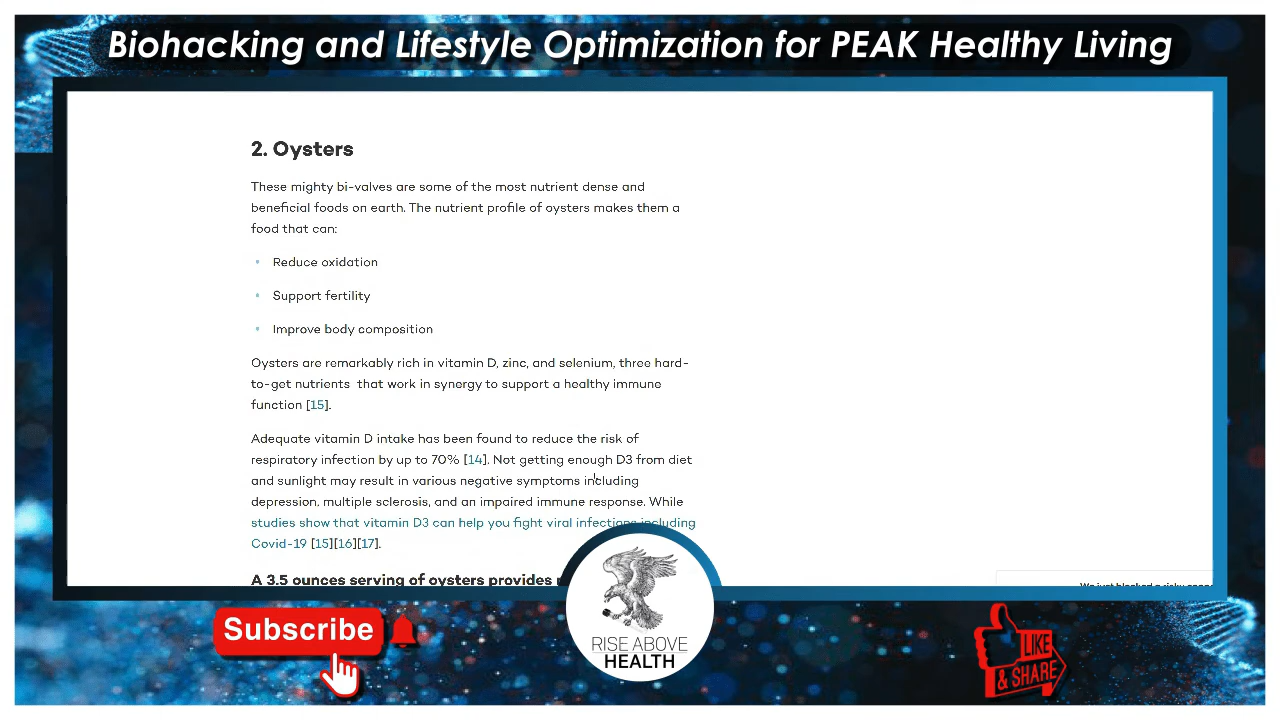 Biohacking and Lifestyle Optimization for PEAK Healthy Living
2. Oysters
These mighty bi-valves are some of the most nutrient dense and
beneficial foods on earth. The nutrient profile of oysters makes them a
food that can:
• Reduce oxidation
• Support fertility
• Improve body composition
Oysters are remarkably rich in vitamin D, zinc, and selenium, three hard-
to-get nutrients that work in synergy to support a healthy immune
function [15].
Adequate vitamin D intake has been found to reduce the risk of
respiratory infection by up to 70% [14]. Not getting enough D3 from diet
and sunlight may result in various negative symptoms including
depression, multiple sclerosis, and an impaired immune response. While
studies show that vitamin D3 can help you fight viral infections including
Covid-19 [15][16][17].
A 3.5 ounces serving of oysters provides
We just blocked a risky
Subscribe
RISE ABOVE
HEALTH
LIKE
& SHARE